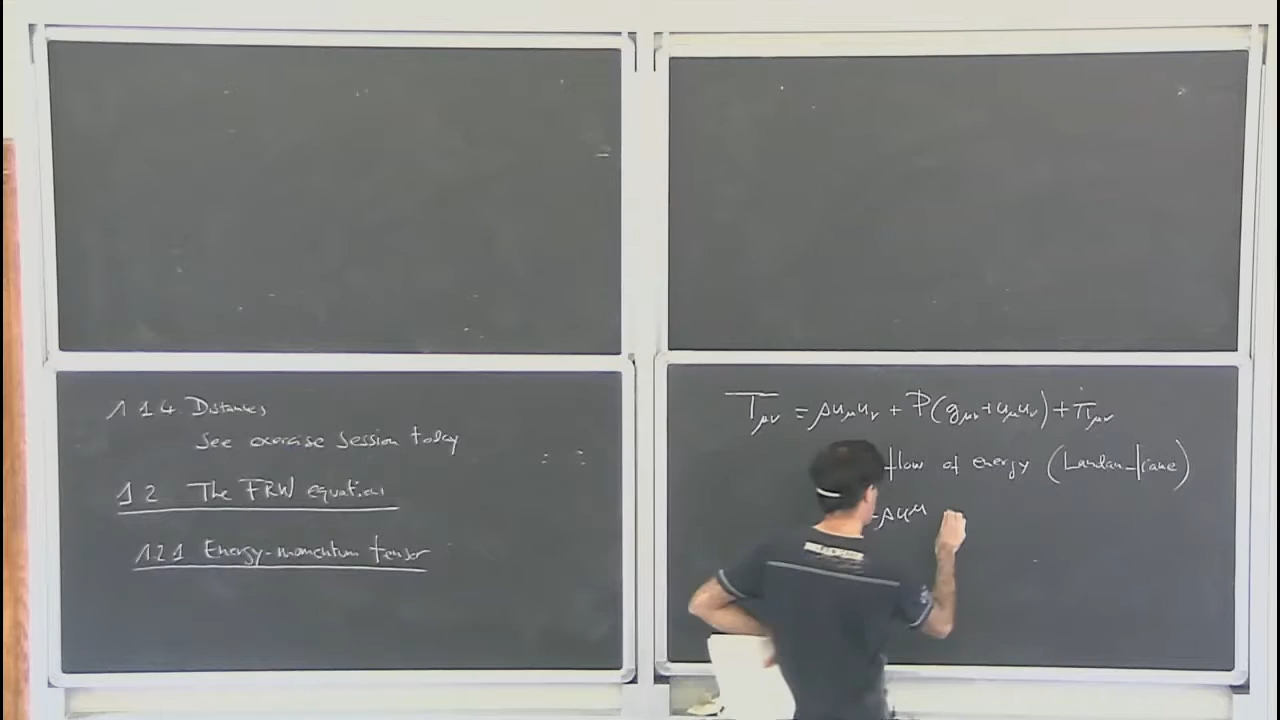 1.1.4 Distances
see exercise session today
1.2 The FRW equations
1.2.1 Energy-momentum tensor
T_μν = ρu_μu_ν + P(g_μν + u_μu_ν) + π_μν
flow of energy (Landau-frame)
-ρu^μ